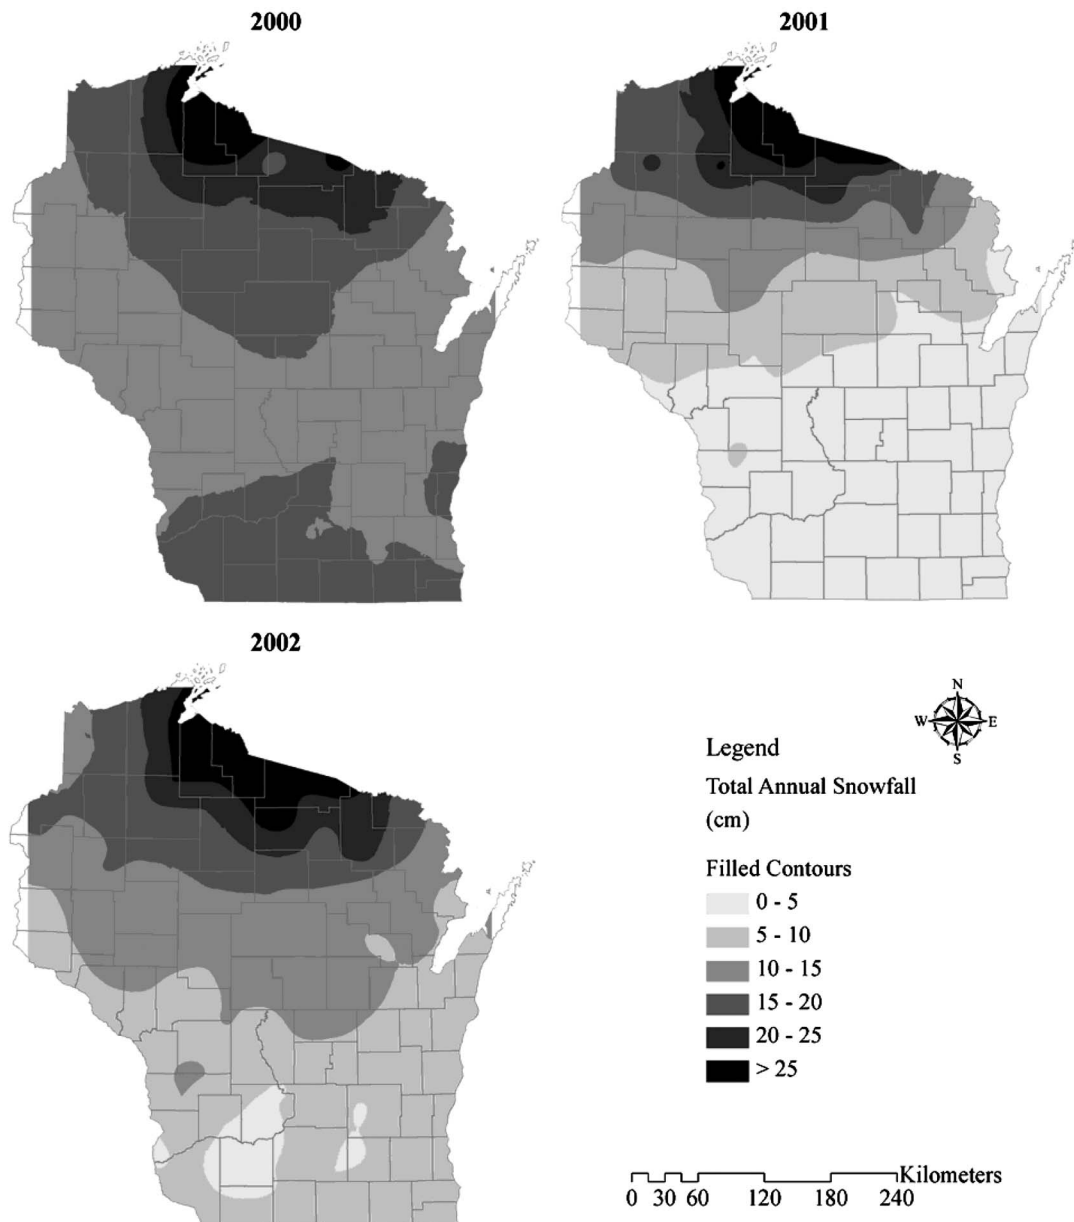 2000
2001
2002
N
W E
S
Legend
Total Annual Snowfall
(cm)
Filled Contours
0 - 5
5 - 10
10 - 15
15 - 20
20 - 25
> 25
Kilometers
0 30 60 120 180 240